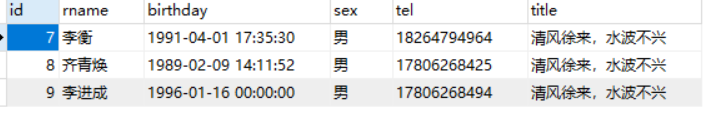 id rname birthday sex tel title
7 李衡 1991-04-01 17:35:30 男 18264794964 清风徐来，水波不兴
8 齐青焕 1989-02-09 14:11:52 男 17806268425 清风徐来，水波不兴
9 李进成 1996-01-16 00:00:00 男 17806268494 清风徐来，水波不兴